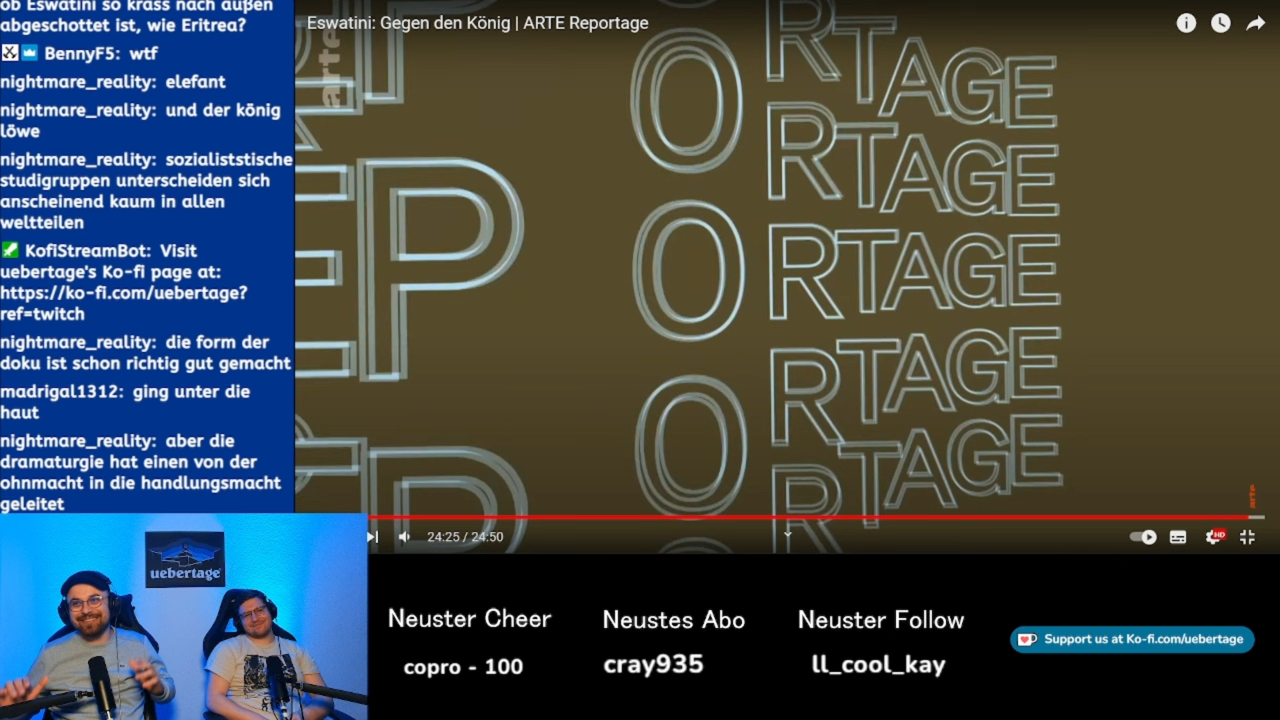 ob Eswatini so krass nach außen
abgeschottet ist, wie Eritrea?
BennyF5: wtf
nightmare_reality: elefant
nightmare_reality: und der könig
löwe
nightmare_reality: sozialiststische
studigruppen unterscheiden sich
anscheinend kaum in allen
weltteilen
KofiStreamBot: Visit
uebertage's Ko-fi page at:
https://ko-fi.com/uebertage?
ref=twitch
nightmare_reality: die form der
doku ist schon richtig gut gemacht
madrigal1312: ging unter die
haut
nightmare_reality: aber die
dramaturgie hat einen von der
ohnmacht in die handlungsmacht
geleitet
Eswatini: Gegen den König | ARTE Reportage
arte
P O RTAGE
EP O RTAGE
O RTAGE
RTAGE
P O RTAGE
R
arte
24:25 / 24:50
HD
uebertage
Neuster Cheer
copro - 100
Neustes Abo
cray935
Neuster Follow
ll_cool_kay
Support us at Ko-fi.com/uebertage